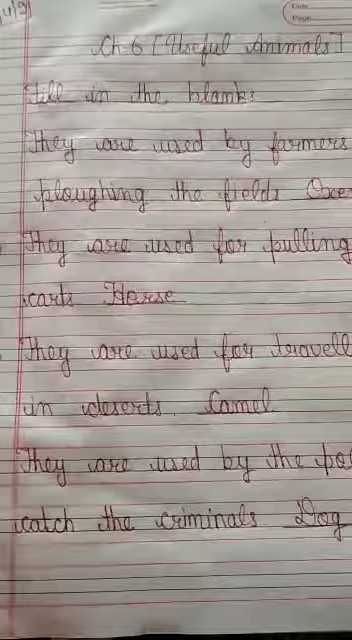 Ch-6 [Useful Animals]
Fill in the blanks
They are used by farmers
ploughing the fields Oxe
They are used for pulling
carts Horse
They are used for travell
in deserts. Camel
They are used by the pol
catch the criminals Dog